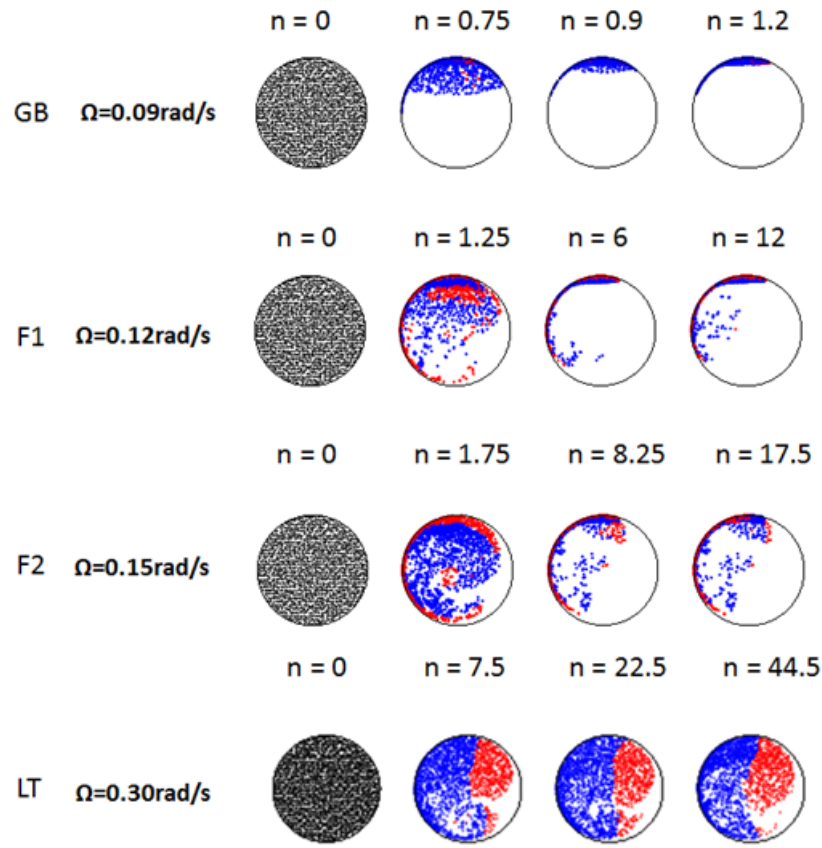 n = 0 n = 0.75 n = 0.9 n = 1.2
GB Ω=0.09rad/s
n = 0 n = 1.25 n = 6 n = 12
F1 Ω=0.12rad/s
n = 0 n = 1.75 n = 8.25 n = 17.5
F2 Ω=0.15rad/s
n = 0 n = 7.5 n = 22.5 n = 44.5
LT Ω=0.30rad/s